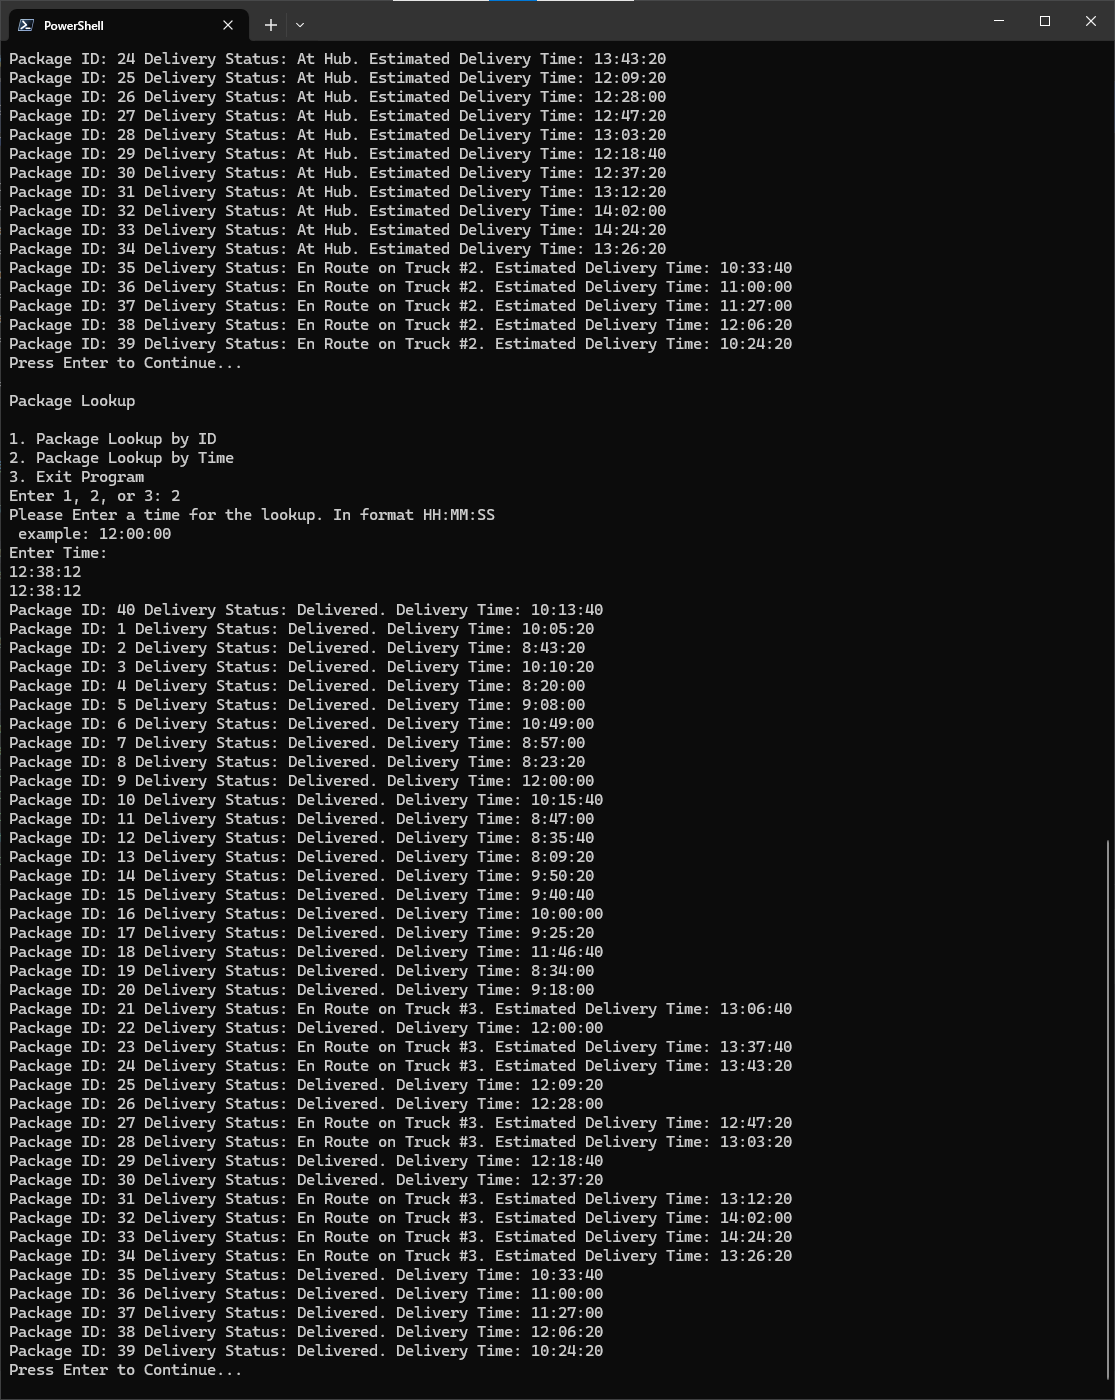 PowerShell
Package ID: 24 Delivery Status: At Hub. Estimated Delivery Time: 13:43:20
Package ID: 25 Delivery Status: At Hub. Estimated Delivery Time: 12:09:20
Package ID: 26 Delivery Status: At Hub. Estimated Delivery Time: 12:28:00
Package ID: 27 Delivery Status: At Hub. Estimated Delivery Time: 12:47:20
Package ID: 28 Delivery Status: At Hub. Estimated Delivery Time: 13:03:20
Package ID: 29 Delivery Status: At Hub. Estimated Delivery Time: 12:18:40
Package ID: 30 Delivery Status: At Hub. Estimated Delivery Time: 12:37:20
Package ID: 31 Delivery Status: At Hub. Estimated Delivery Time: 13:12:20
Package ID: 32 Delivery Status: At Hub. Estimated Delivery Time: 14:02:00
Package ID: 33 Delivery Status: At Hub. Estimated Delivery Time: 14:24:20
Package ID: 34 Delivery Status: At Hub. Estimated Delivery Time: 13:26:20
Package ID: 35 Delivery Status: En Route on Truck #2. Estimated Delivery Time: 10:33:40
Package ID: 36 Delivery Status: En Route on Truck #2. Estimated Delivery Time: 11:00:00
Package ID: 37 Delivery Status: En Route on Truck #2. Estimated Delivery Time: 11:27:00
Package ID: 38 Delivery Status: En Route on Truck #2. Estimated Delivery Time: 12:06:20
Package ID: 39 Delivery Status: En Route on Truck #2. Estimated Delivery Time: 10:24:20
Press Enter to Continue...
Package Lookup
1. Package Lookup by ID
2. Package Lookup by Time
3. Exit Program
Enter 1, 2, or 3: 2
Please Enter a time for the lookup. In format HH:MM:SS
example: 12:00:00
Enter Time:
12:38:12
12:38:12
Package ID: 40 Delivery Status: Delivered. Delivery Time: 10:13:40
Package ID: 1 Delivery Status: Delivered. Delivery Time: 10:05:20
Package ID: 2 Delivery Status: Delivered. Delivery Time: 8:43:20
Package ID: 3 Delivery Status: Delivered. Delivery Time: 10:10:20
Package ID: 4 Delivery Status: Delivered. Delivery Time: 8:20:00
Package ID: 5 Delivery Status: Delivered. Delivery Time: 9:08:00
Package ID: 6 Delivery Status: Delivered. Delivery Time: 10:49:00
Package ID: 7 Delivery Status: Delivered. Delivery Time: 8:57:00
Package ID: 8 Delivery Status: Delivered. Delivery Time: 8:23:20
Package ID: 9 Delivery Status: Delivered. Delivery Time: 12:00:00
Package ID: 10 Delivery Status: Delivered. Delivery Time: 10:15:40
Package ID: 11 Delivery Status: Delivered. Delivery Time: 8:47:00
Package ID: 12 Delivery Status: Delivered. Delivery Time: 8:35:40
Package ID: 13 Delivery Status: Delivered. Delivery Time: 8:09:20
Package ID: 14 Delivery Status: Delivered. Delivery Time: 9:50:20
Package ID: 15 Delivery Status: Delivered. Delivery Time: 9:40:40
Package ID: 16 Delivery Status: Delivered. Delivery Time: 10:00:00
Package ID: 17 Delivery Status: Delivered. Delivery Time: 9:25:20
Package ID: 18 Delivery Status: Delivered. Delivery Time: 11:46:40
Package ID: 19 Delivery Status: Delivered. Delivery Time: 8:34:00
Package ID: 20 Delivery Status: Delivered. Delivery Time: 9:18:00
Package ID: 21 Delivery Status: En Route on Truck #3. Estimated Delivery Time: 13:06:40
Package ID: 22 Delivery Status: Delivered. Delivery Time: 12:00:00
Package ID: 23 Delivery Status: En Route on Truck #3. Estimated Delivery Time: 13:37:40
Package ID: 24 Delivery Status: En Route on Truck #3. Estimated Delivery Time: 13:43:20
Package ID: 25 Delivery Status: Delivered. Delivery Time: 12:09:20
Package ID: 26 Delivery Status: Delivered. Delivery Time: 12:28:00
Package ID: 27 Delivery Status: En Route on Truck #3. Estimated Delivery Time: 12:47:20
Package ID: 28 Delivery Status: En Route on Truck #3. Estimated Delivery Time: 13:03:20
Package ID: 29 Delivery Status: Delivered. Delivery Time: 12:18:40
Package ID: 30 Delivery Status: Delivered. Delivery Time: 12:37:20
Package ID: 31 Delivery Status: En Route on Truck #3. Estimated Delivery Time: 13:12:20
Package ID: 32 Delivery Status: En Route on Truck #3. Estimated Delivery Time: 14:02:00
Package ID: 33 Delivery Status: En Route on Truck #3. Estimated Delivery Time: 14:24:20
Package ID: 34 Delivery Status: En Route on Truck #3. Estimated Delivery Time: 13:26:20
Package ID: 35 Delivery Status: Delivered. Delivery Time: 10:33:40
Package ID: 36 Delivery Status: Delivered. Delivery Time: 11:00:00
Package ID: 37 Delivery Status: Delivered. Delivery Time: 11:27:00
Package ID: 38 Delivery Status: Delivered. Delivery Time: 12:06:20
Package ID: 39 Delivery Status: Delivered. Delivery Time: 10:24:20
Press Enter to Continue...